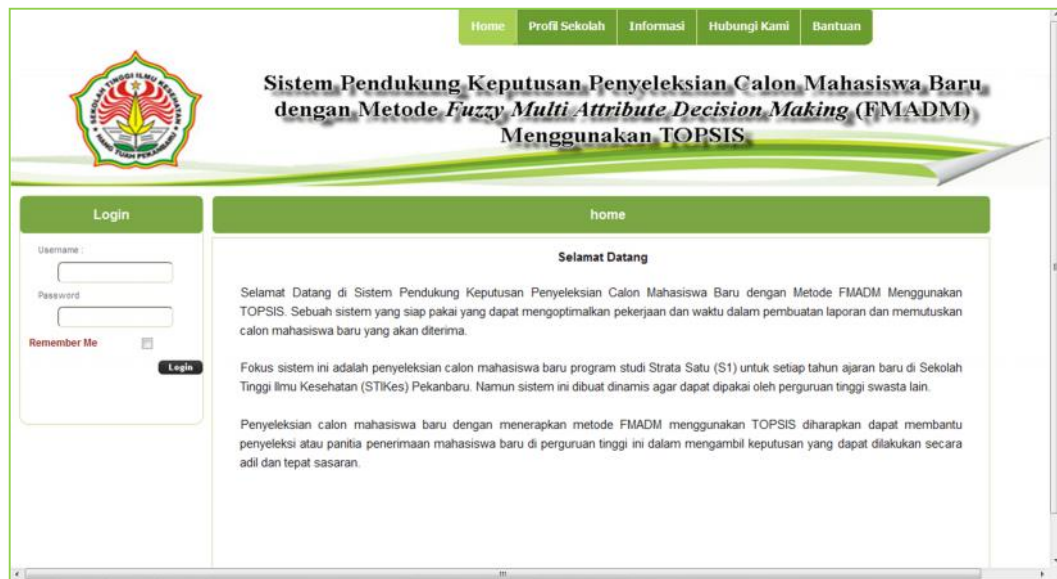 Home Profil Sekolah Informasi Hubungi Kami Bantuan
SEKOLAH TINGGI ILMU KESEHATAN
HANG TUAH PEKANBARU
Sistem Pendukung Keputusan Penyeleksian Calon Mahasiswa Baru
dengan Metode Fuzzy Multi Attribute Decision Making (FMADM)
Menggunakan TOPSIS
Login
Username :
Password
Remember Me
Login
home
Selamat Datang
Selamat Datang di Sistem Pendukung Keputusan Penyeleksian Calon Mahasiswa Baru dengan Metode FMADM Menggunakan
TOPSIS. Sebuah sistem yang siap pakai yang dapat mengoptimalkan pekerjaan dan waktu dalam pembuatan laporan dan memutuskan
calon mahasiswa baru yang akan diterima.
Fokus sistem ini adalah penyeleksian calon mahasiswa baru program studi Strata Satu (S1) untuk setiap tahun ajaran baru di Sekolah
Tinggi Ilmu Kesehatan (STIKes) Pekanbaru. Namun sistem ini dibuat dinamis agar dapat dipakai oleh perguruan tinggi swasta lain.
Penyeleksian calon mahasiswa baru dengan menerapkan metode FMADM menggunakan TOPSIS diharapkan dapat membantu
penyeleksi atau panitia penerimaan mahasiswa baru di perguruan tinggi ini dalam mengambil keputusan yang dapat dilakukan secara
adil dan tepat sasaran.